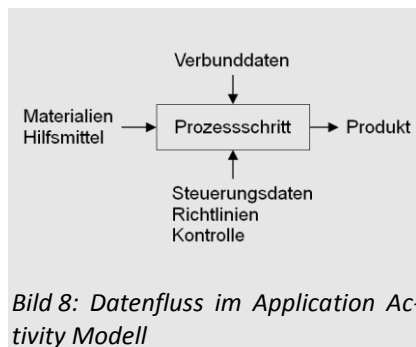 Verbunddaten
Materialien
Hilfsmittel
Prozessschritt
Produkt
Steuerungsdaten
Richtlinien
Kontrolle
Bild 8: Datenfluss im Application Ac-
tivity Modell